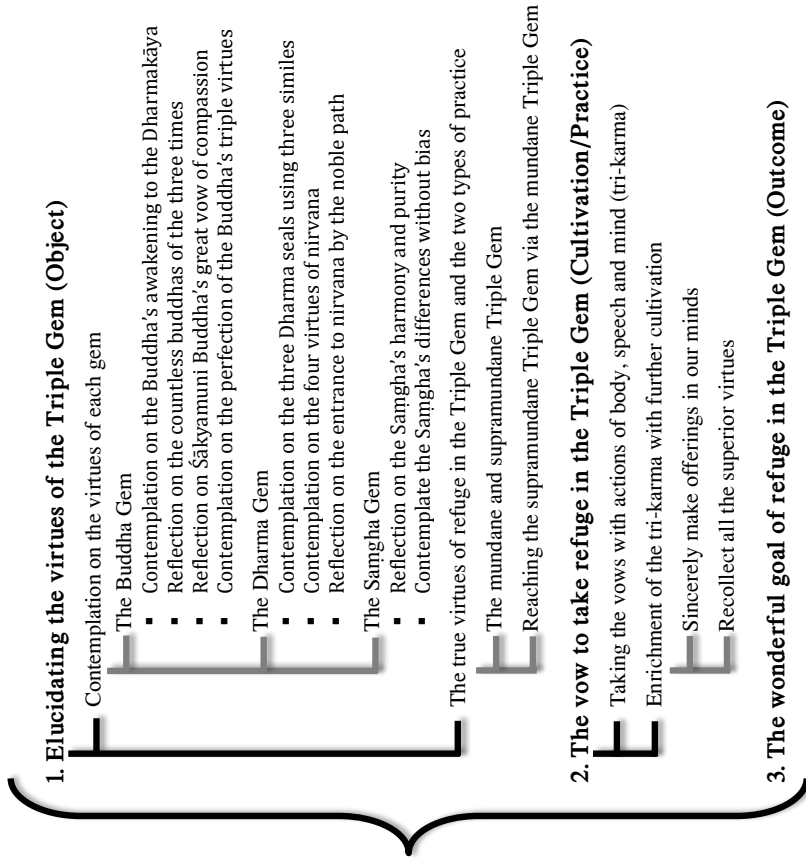 1. Elucidating the virtues of the Triple Gem (Object)
Contemplation on the virtues of each gem
The Buddha Gem
▪ Contemplation on the Buddha's awakening to the Dharmakāya
▪ Reflection on the countless buddhas of the three times
▪ Reflection on Śākyamuni Buddha's great vow of compassion
▪ Contemplation on the perfection of the Buddha's triple virtues
The Dharma Gem
▪ Contemplation on the three Dharma seals using three similes
▪ Contemplation on the four virtues of nirvana
▪ Reflection on the entrance to nirvana by the noble path
The Saṃgha Gem
▪ Reflection on the Saṃgha's harmony and purity
▪ Contemplate the Saṃgha's differences without bias
The true virtues of refuge in the Triple Gem and the two types of practice
The mundane and supramundane Triple Gem
Reaching the supramundane Triple Gem via the mundane Triple Gem
2. The vow to take refuge in the Triple Gem (Cultivation/Practice)
Taking the vows with actions of body, speech and mind (tri-karma)
Enrichment of the tri-karma with further cultivation
Sincerely make offerings in our minds
Recollect all the superior virtues
3. The wonderful goal of refuge in the Triple Gem (Outcome)